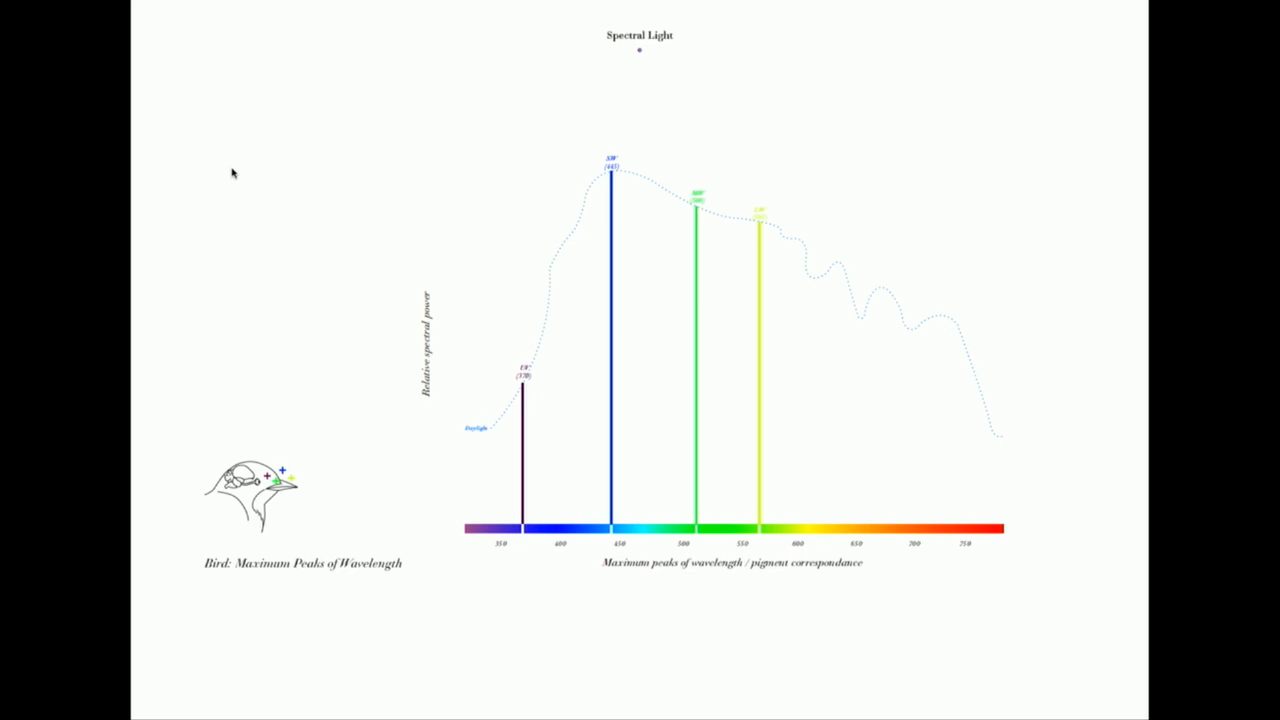 Spectral Light
SW'
(445)
UV'
(370)
Relative spectral power
Daylight
350 400 450 500 550 600 650 700 750
Bird: Maximum Peaks of Wavelength
Maximum peaks of wavelength / pigment correspondance